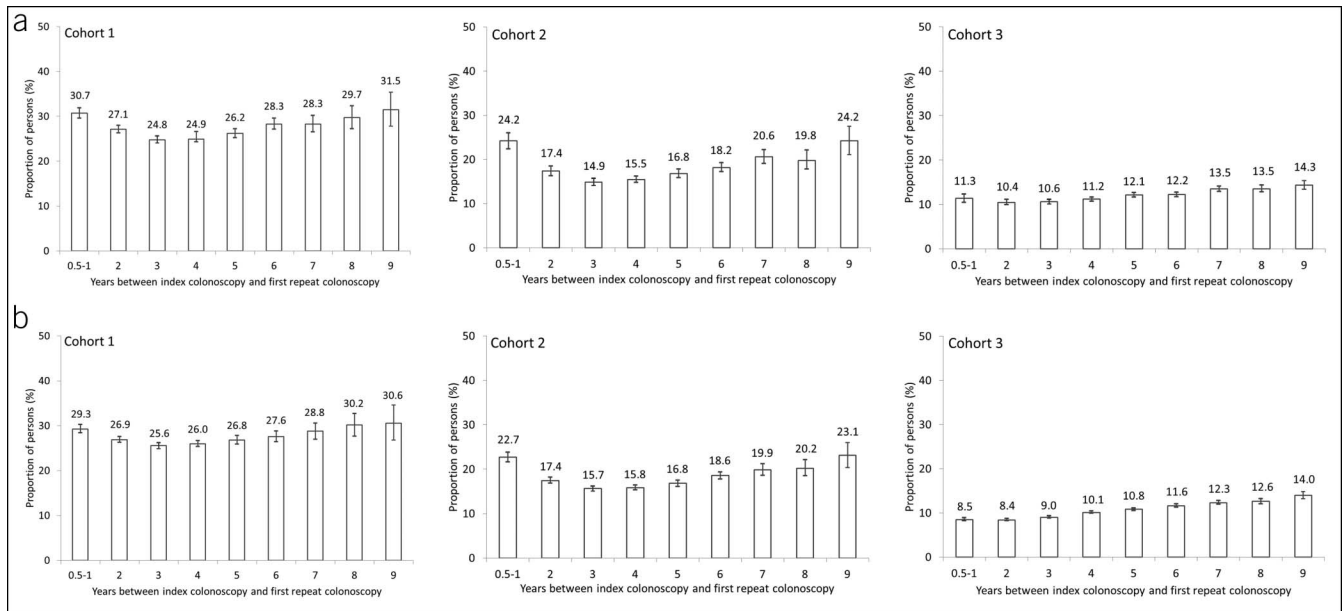 a
Cohort 1
Proportion of persons (%)
50
40
30
20
10
0
30.7 27.1 24.8 24.9 26.2 28.3 28.3 29.7 31.5
0.5-1 2 3 4 5 6 7 8 9
Years between index colonoscopy and first repeat colonoscopy
Cohort 2
Proportion of persons (%)
50
40
30
20
10
0
24.2 17.4 14.9 15.5 16.8 18.2 20.6 19.8 24.2
0.5-1 2 3 4 5 6 7 8 9
Years between index colonoscopy and first repeat colonoscopy
Cohort 3
Proportion of persons (%)
50
40
30
20
10
0
11.3 10.4 10.6 11.2 12.1 12.2 13.5 13.5 14.3
0.5-1 2 3 4 5 6 7 8 9
Years between index colonoscopy and first repeat colonoscopy
b
Cohort 1
Proportion of persons (%)
50
40
30
20
10
0
29.3 26.9 25.6 26.0 26.8 27.6 28.8 30.2 30.6
0.5-1 2 3 4 5 6 7 8 9
Years between index colonoscopy and first repeat colonoscopy
Cohort 2
Proportion of persons (%)
50
40
30
20
10
0
22.7 17.4 15.7 15.8 16.8 18.6 19.9 20.2 23.1
0.5-1 2 3 4 5 6 7 8 9
Years between index colonoscopy and first repeat colonoscopy
Cohort 3
Proportion of persons (%)
50
40
30
20
10
0
8.5 8.4 9.0 10.1 10.8 11.6 12.3 12.6 14.0
0.5-1 2 3 4 5 6 7 8 9
Years between index colonoscopy and first repeat colonoscopy